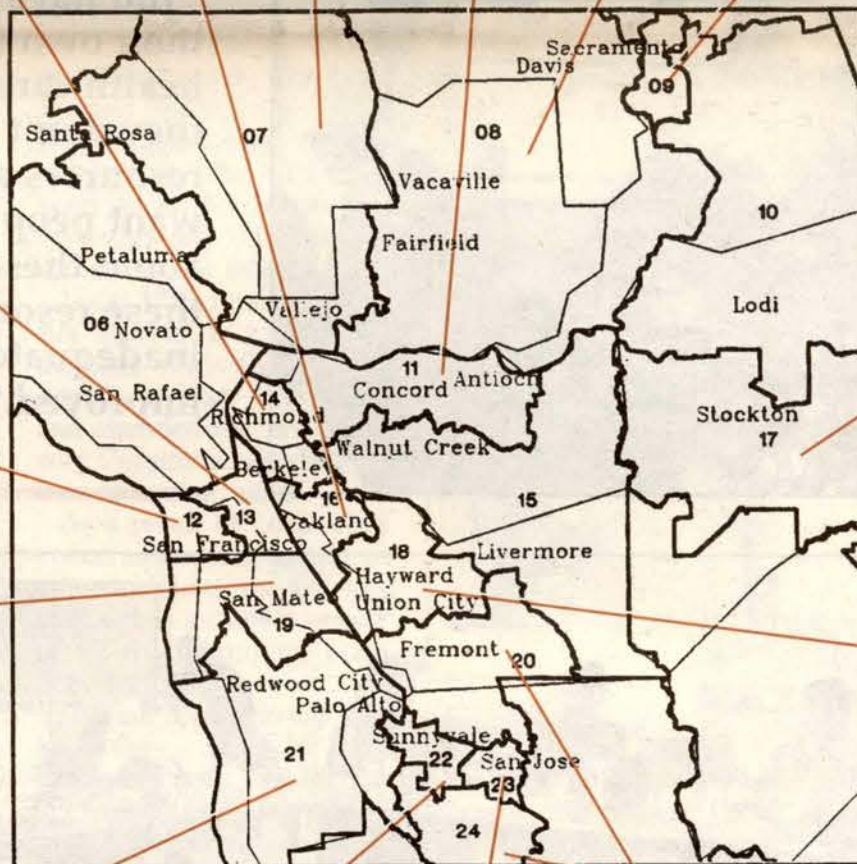 Sacramento
Davis
09
07
08
Santa Rosa
Vacaville
10
Fairfield
Petaluma
Vallejo
Lodi
06 Novato
11
Antioch
Concord
San Rafael
14
Richmond
Stockton
Walnut Creek
17
Berkeley
16
15
12
13
Oakland
San Francisco
18
Livermore
Hayward
San Mateo
Union City
19
Fremont
20
Redwood City
Palo Alto
Sunnyvale
21
22
San Jose
23
24